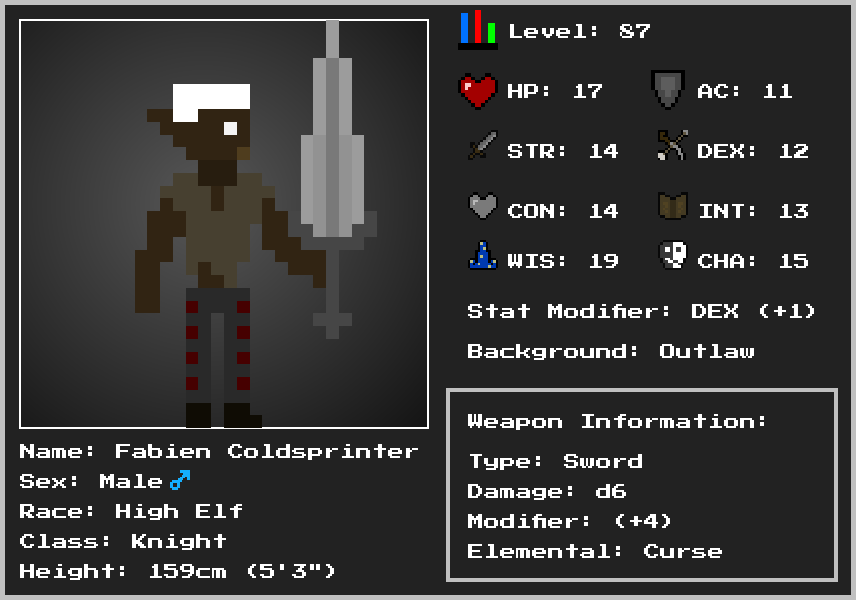 Level: 87
HP: 17
AC: 11
STR: 14
DEX: 12
CON: 14
INT: 13
WIS: 19
CHA: 15
Stat Modifier: DEX (+1)
Background: Outlaw
Weapon Information:
Type: Sword
Damage: d6
Modifier: (+4)
Elemental: Curse
Name: Fabien Coldsprinter
Sex: Male♂
Race: High Elf
Class: Knight
Height: 159cm (5'3")